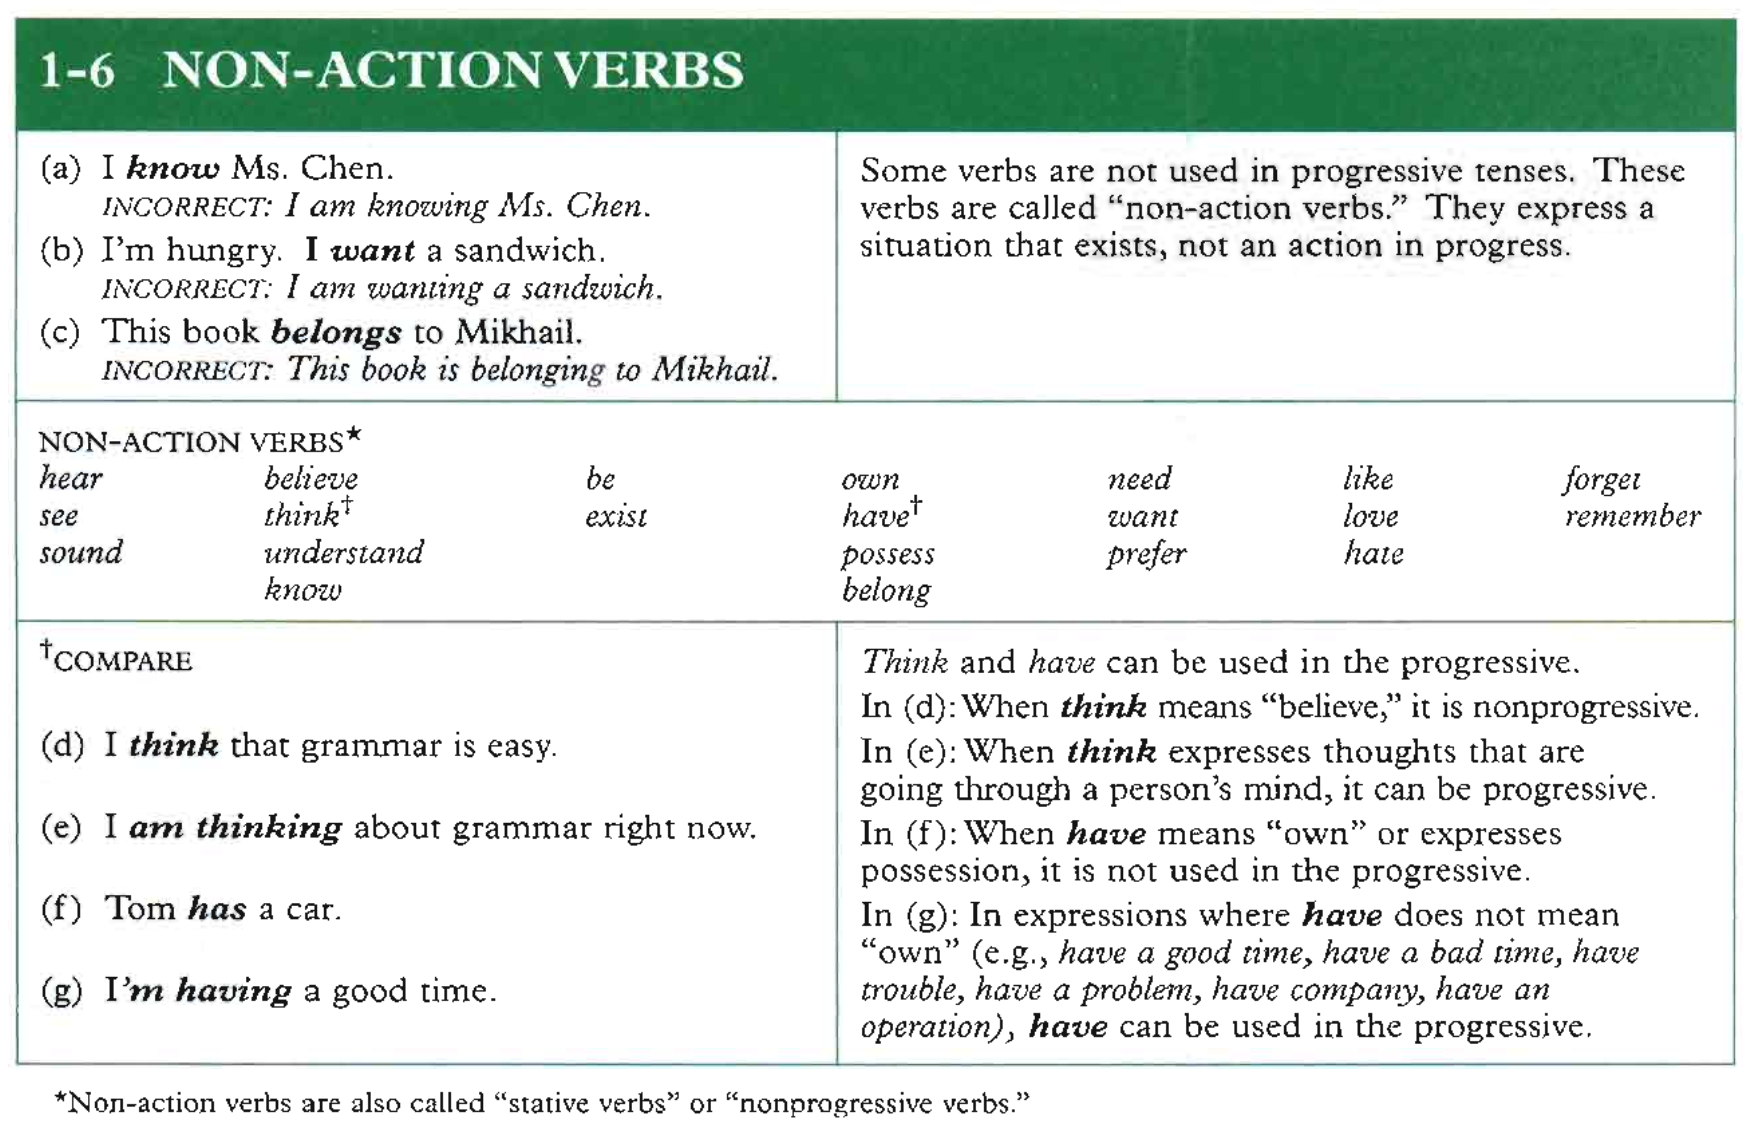 1-6 NON-ACTION VERBS
(a) I know Ms. Chen.
INCORRECT: I am knowing Ms. Chen.
(b) I'm hungry. I want a sandwich.
INCORRECT: I am wanting a sandwich.
(c) This book belongs to Mikhail.
INCORRECT: This book is belonging to Mikhail.
Some verbs are not used in progressive tenses. These
verbs are called “non-action verbs.” They express a
situation that exists, not an action in progress.
NON-ACTION VERBS*
hear believe be own need like forget
see think† exist have† want love remember
sound understand possess prefer hate
know belong
†COMPARE
(d) I think that grammar is easy.
(e) I am thinking about grammar right now.
(f) Tom has a car.
(g) I'm having a good time.
Think and have can be used in the progressive.
In (d): When think means “believe,” it is nonprogressive.
In (e): When think expresses thoughts that are
going through a person's mind, it can be progressive.
In (f): When have means “own” or expresses
possession, it is not used in the progressive.
In (g): In expressions where have does not mean
“own” (e.g., have a good time, have a bad time, have
trouble, have a problem, have company, have an
operation), have can be used in the progressive.
*Non-action verbs are also called “stative verbs” or “nonprogressive verbs.”